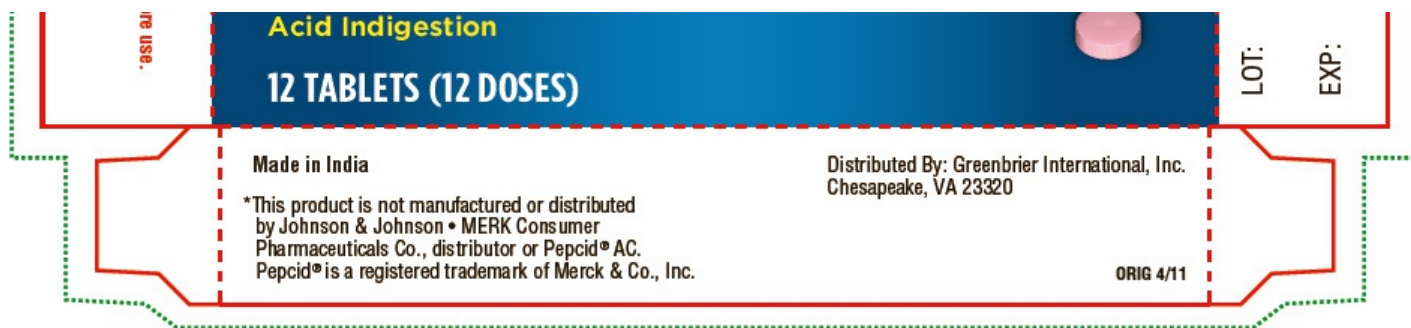 re use.
Acid Indigestion
12 TABLETS (12 DOSES)
LOT:
EXP:
Made in India
*This product is not manufactured or distributed
by Johnson & Johnson • MERK Consumer
Pharmaceuticals Co., distributor or Pepcid® AC.
Pepcid® is a registered trademark of Merck & Co., Inc.
Distributed By: Greenbrier International, Inc.
Chesapeake, VA 23320
ORIG 4/11